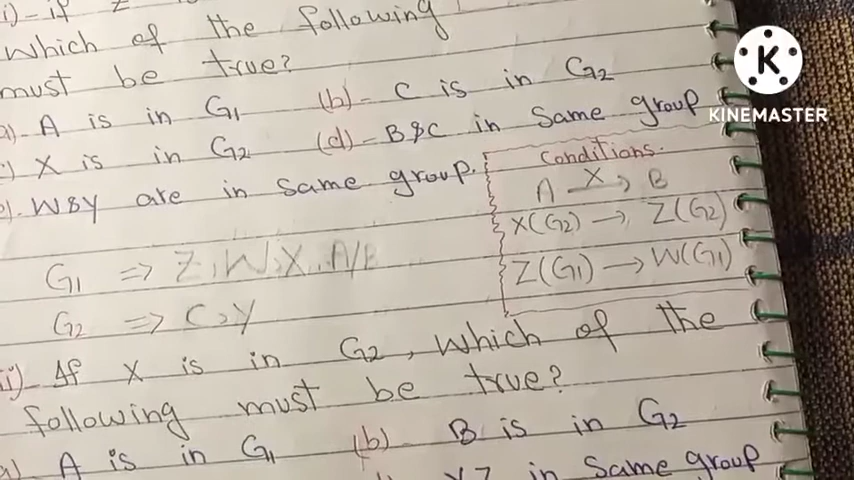 i)- if Z
which of the following
must be true?
a) A is in G1 (b)- C is in G2
c) X is in G2 (d)- B&C in Same group
e). W&Y are in same group.
Conditions.
A X→ B
X(G2) → Z(G2)
Z(G1) → W(G1)
G1 => Z, W, X, A/B
G2 => C, Y
ii)- If X is in G2, which of the
following must be true?
a) A is in G1 (b) B is in G2
in Same group
K
KINEMASTER